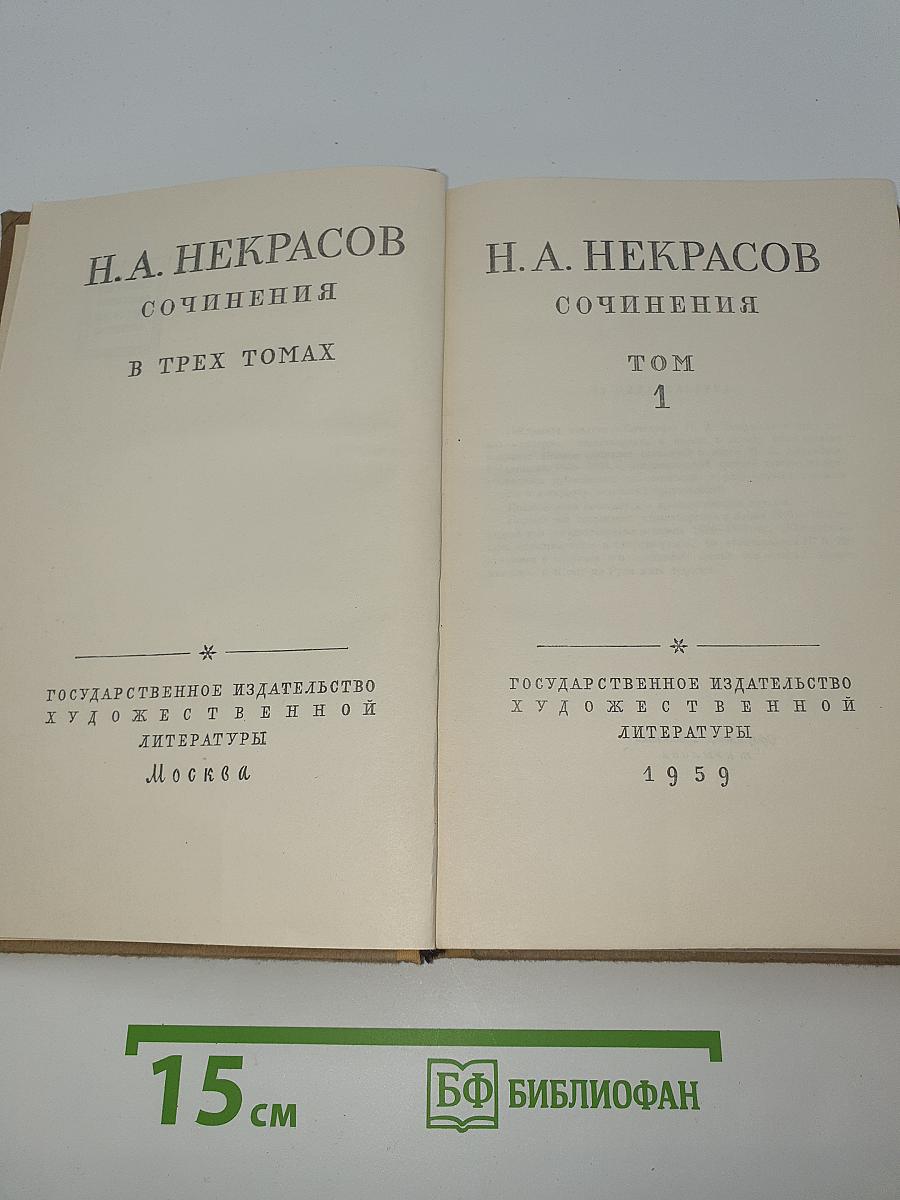 Н. А. НЕКРАСОВ
СОЧИНЕНИЯ
В ТРЕХ ТОМАХ
ГОСУДАРСТВЕННОЕ ИЗДАТЕЛЬСТВО
ХУДОЖЕСТВЕННОЙ
ЛИТЕРАТУРЫ
Москва
Н. А. НЕКРАСОВ
СОЧИНЕНИЯ
ТОМ
1
ГОСУДАРСТВЕННОЕ ИЗДАТЕЛЬСТВО
ХУДОЖЕСТВЕННОЙ
ЛИТЕРАТУРЫ
1959
15 см
БФ БИБЛИОФАН